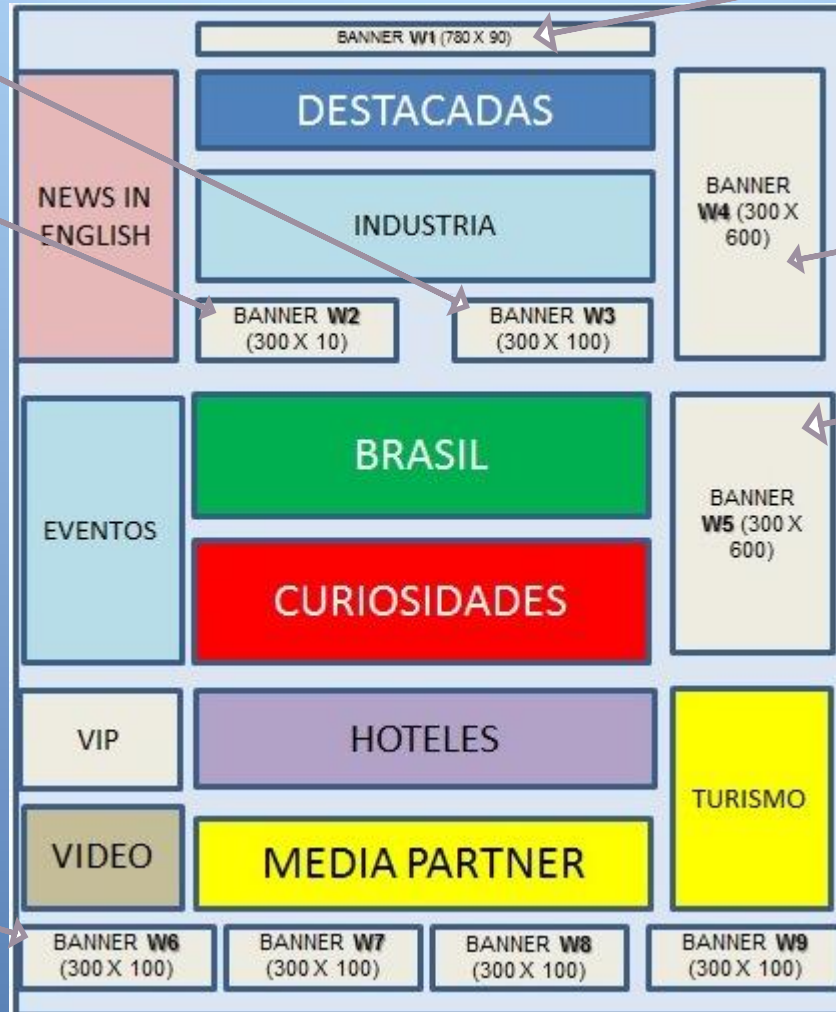 BANNER W1 (780 X 90)
NEWS IN
ENGLISH
DESTACADAS
INDUSTRIA
BANNER
W4 (300 X
600)
BANNER W2
(300 X 10)
BANNER W3
(300 X 100)
EVENTOS
BRASIL
CURIOSIDADES
BANNER
W5 (300 X
600)
VIP
HOTELES
TURISMO
VIDEO
MEDIA PARTNER
BANNER W6
(300 X 100)
BANNER W7
(300 X 100)
BANNER W8
(300 X 100)
BANNER W9
(300 X 100)